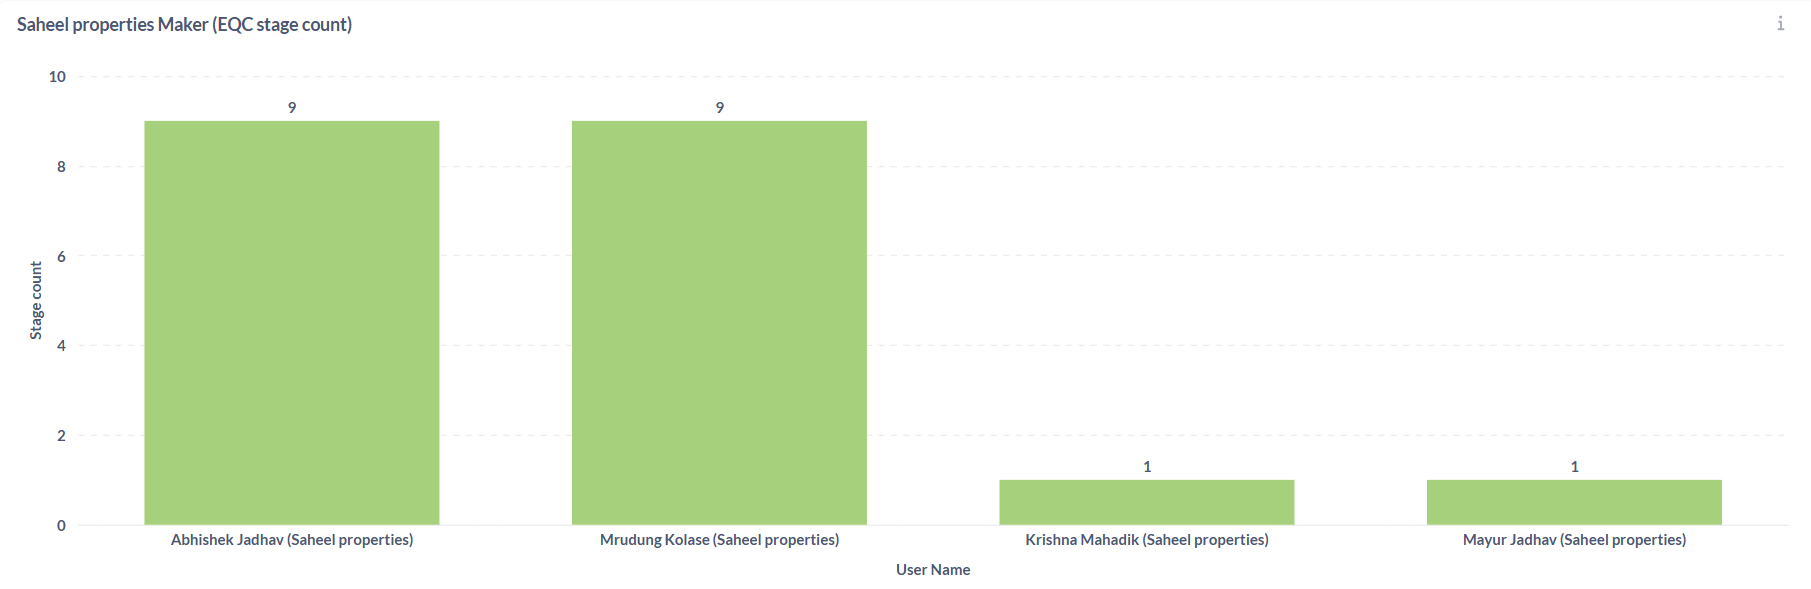 Saheel properties Maker (EQC stage count)
i
10
9
9
8
6
Stage count
4
2
1
1
0
Abhishek Jadhav (Saheel properties)
Mrudung Kolase (Saheel properties)
Krishna Mahadik (Saheel properties)
Mayur Jadhav (Saheel properties)
User Name